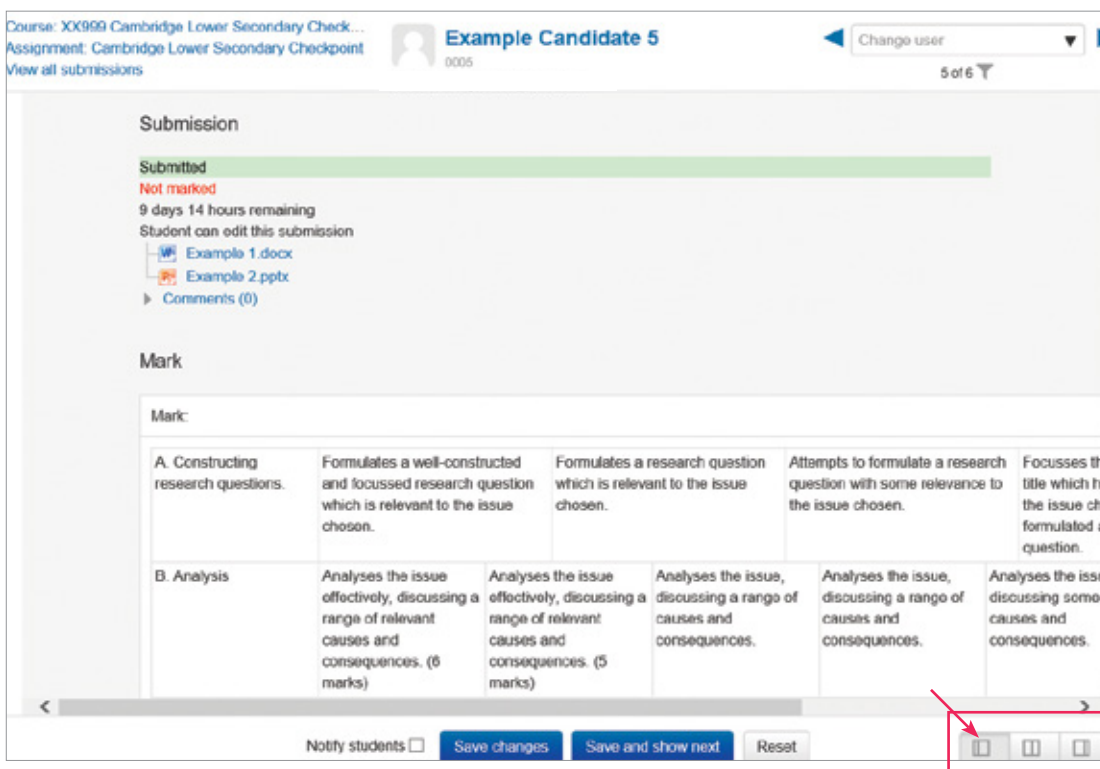 Course: XX999 Cambridge Lower Secondary Check...
Assignment: Cambridge Lower Secondary Checkpoint
View all submissions
Example Candidate 5
0005
Change user
5 of 6
Submission
Submitted
Not marked
9 days 14 hours remaining
Student can edit this submission
Example 1.docx
Example 2.pptx
Comments (0)
Mark
Mark:
A. Constructing
research questions.
Formulates a well-constructed
and focussed research question
which is relevant to the issue
chosen.
Formulates a research question
which is relevant to the issue
chosen.
Attempts to formulate a research
question with some relevance to
the issue chosen.
Focusses
title which
the issue
formulated
question.
B. Analysis
Analyses the issue
effectively, discussing a
range of relevant
causes and
consequences. (6
marks)
Analyses the issue
effectively, discussing a
range of relevant
causes and
consequences. (5
marks)
Analyses the issue,
discussing a range of
causes and
consequences.
Analyses the issue,
discussing a range of
causes and
consequences.
Analyses the
discussing some
causes and
consequences.
Notify students
Save changes
Save and show next
Reset